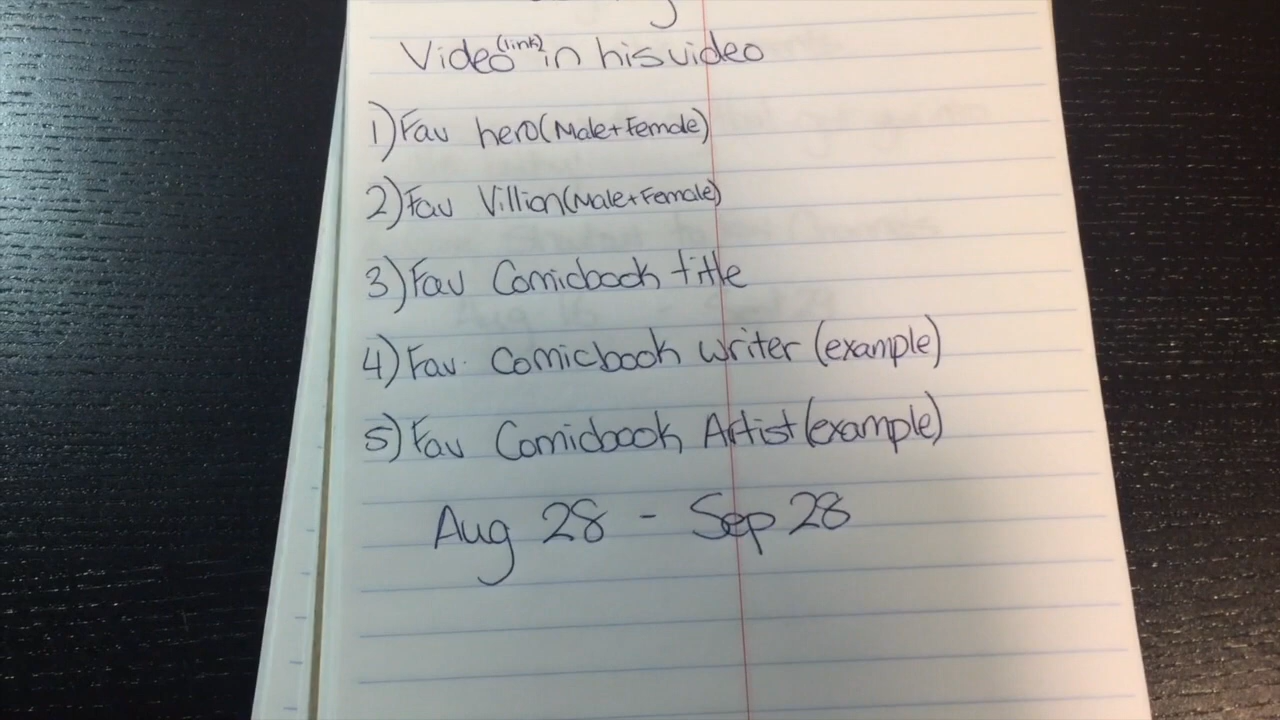 Video (link) in his video
1) Fav hero (Male+Female)
2) Fav Villion (Male+Female)
3) Fav Comicbook title
4) Fav. Comicbook writer (example)
5) Fav Comicbook Artist (example)
Aug 28 - Sep 28